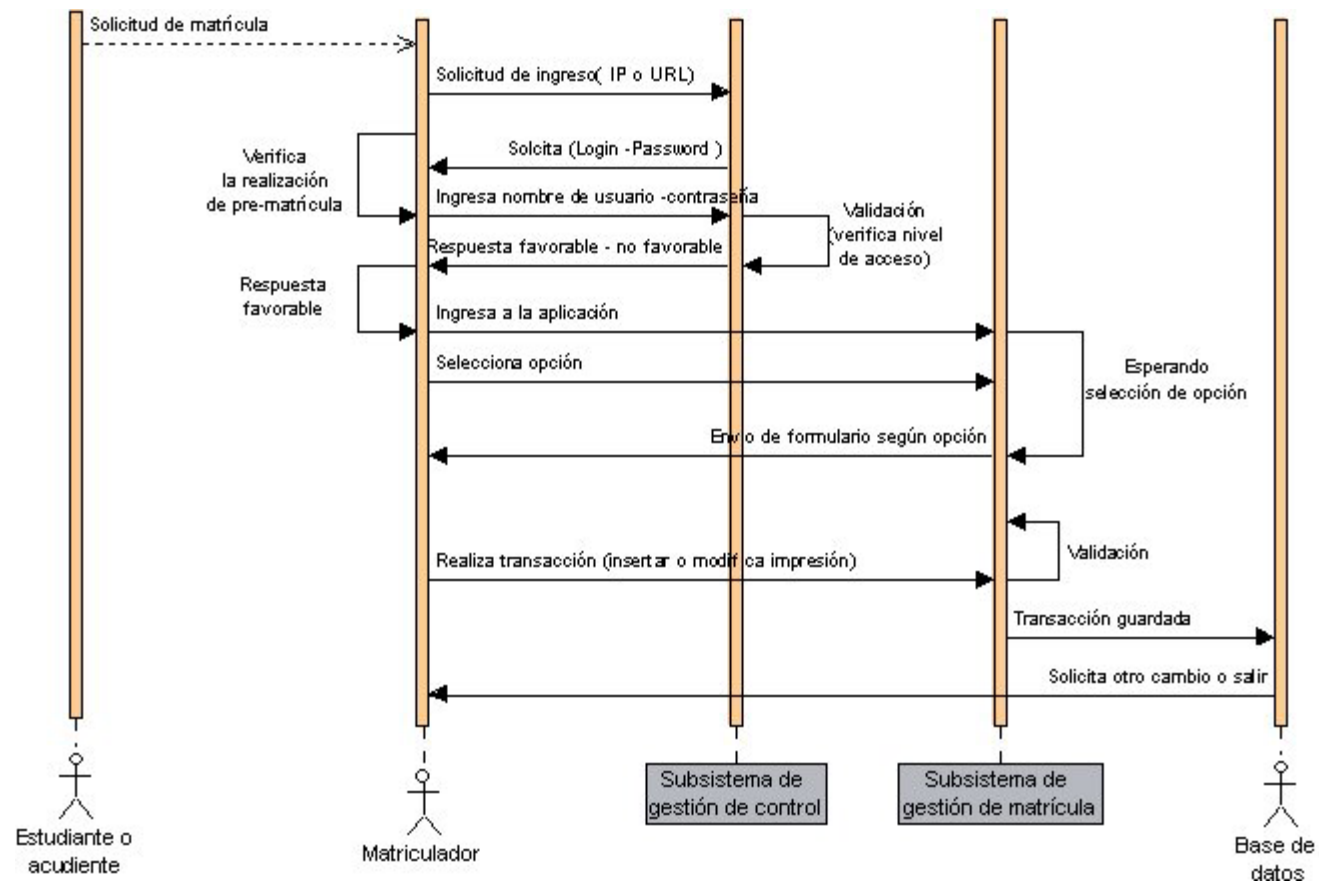 Solicitud de matrícula
Solicitud de ingreso( IP o URL)
Solcita (Login -Password )
Verifica
la realización
de pre-matrícula
Ingresa nombre de usuario -contraseña
Validación
(verifica nivel
de acceso)
Respuesta favorable - no favorable
Respuesta
favorable
Ingresa a la aplicación
Selecciona opción
Esperando
selección de opción
Envío de formulario según opción
Validación
Realiza transacción (insertar o modifica impresión)
Transacción guardada
Solicita otro cambio o salir
Estudiante o
acudiente
Matriculador
Subsistema de
gestión de control
Subsistema de
gestión de matrícula
Base de
datos